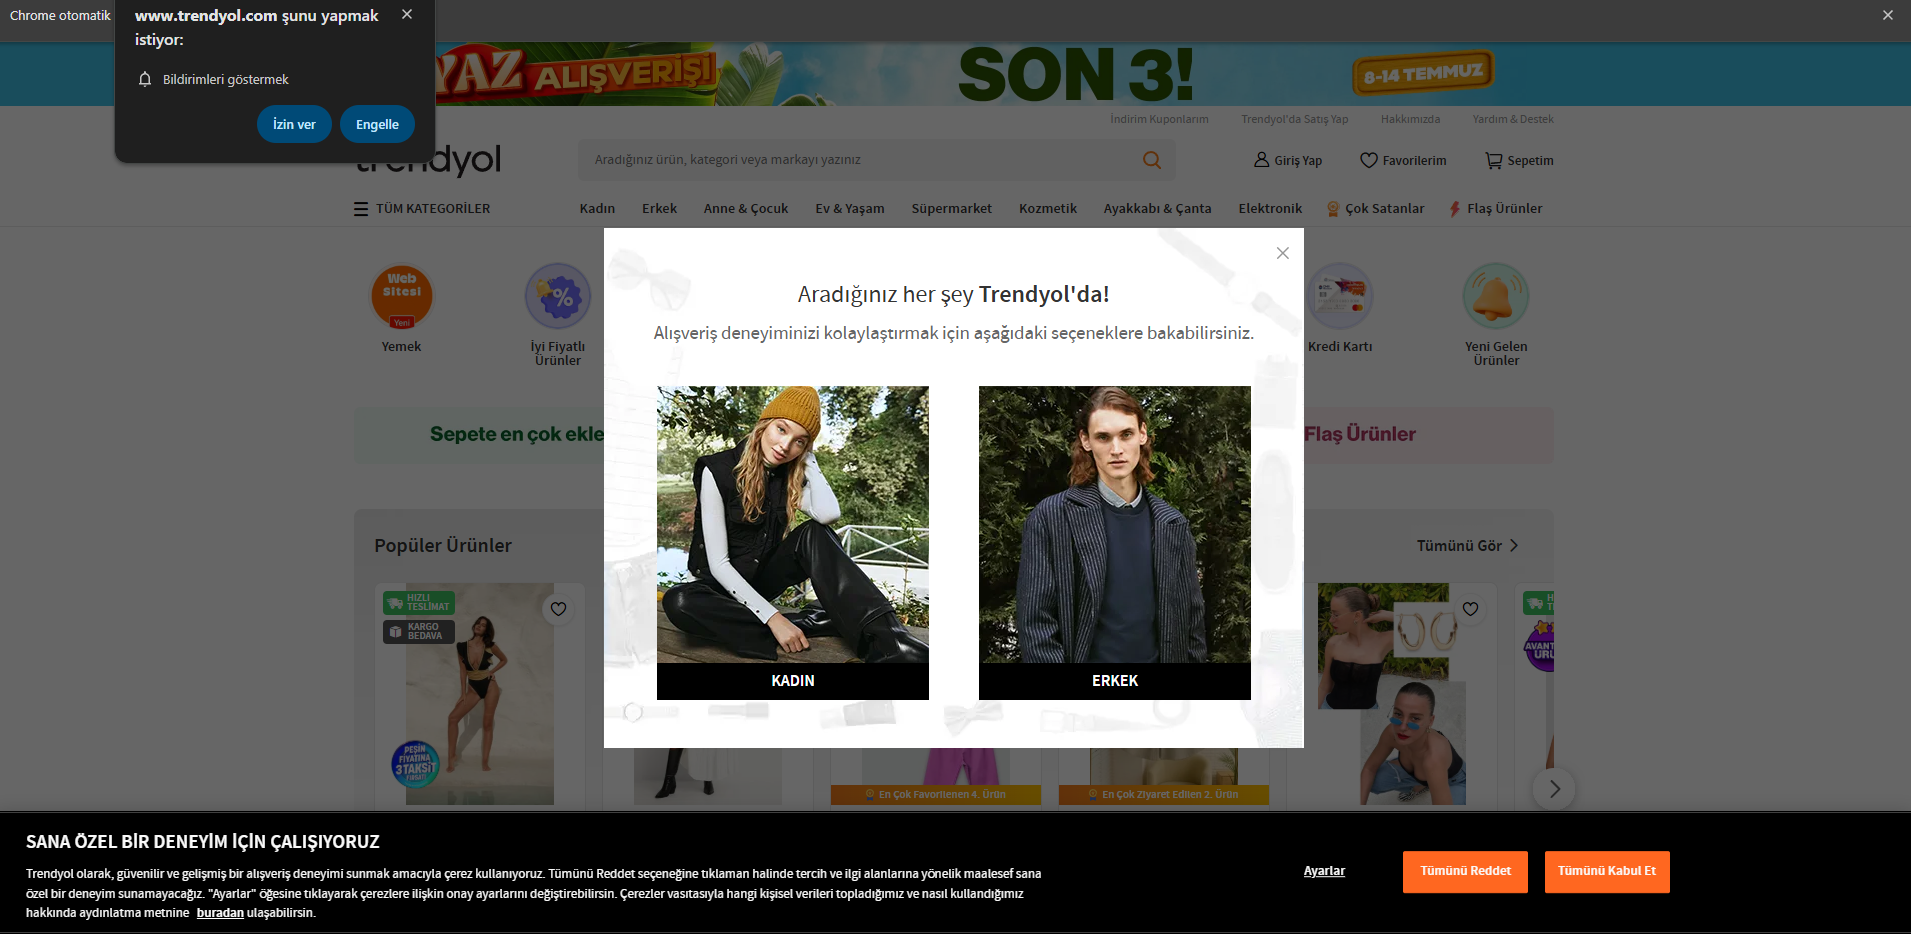 Chrome otomatik
www.trendyol.com şunu yapmak
istiyor:
Bildirimleri göstermek
İzin ver
Engelle
YAZ ALIŞVERİŞİ
SON 3!
8-14 TEMMUZ
İndirim Kuponlarım
Trendyol'da Satış Yap
Hakkımızda
Yardım & Destek
trendyol
Aradığınız ürün, kategori veya markayı yazınız
Giriş Yap
Favorilerim
Sepetim
TÜM KATEGORİLER
Kadın
Erkek
Anne & Çocuk
Ev & Yaşam
Süpermarket
Kozmetik
Ayakkabı & Çanta
Elektronik
Çok Satanlar
Flaş Ürünler
Web
Sitesi
Yeni
Yemek
%
İyi Fiyatlı
Ürünler
Kredi Kartı
Yeni Gelen
Ürünler
Aradığınız her şey Trendyol'da!
Alışveriş deneyiminizi kolaylaştırmak için aşağıdaki seçeneklere bakabilirsiniz.
KADIN
ERKEK
Sepete en çok ekle
Flaş Ürünler
Popüler Ürünler
Tümünü Gör
HIZLI
TESLİMAT
KARGO
BEDAVA
PEŞİN
FİYATINA
3 TAKSİT
FIRSATI
En Çok Favorilenen 4. Ürün
En Çok Ziyaret Edilen 2. Ürün
SANA ÖZEL BİR DENEYİM İÇİN ÇALIŞIYORUZ
Trendyol olarak, güvenilir ve gelişmiş bir alışveriş deneyimi sunmak amacıyla çerez kullanıyoruz. Tümünü Reddet seçeneğine tıklaman halinde tercih ve ilgi alanlarına yönelik maalesef sana
özel bir deneyim sunamayacağız. "Ayarlar" öğesine tıklayarak çerezlere ilişkin onay ayarlarını değiştirebilirsin. Çerezler vasıtasıyla hangi kişisel verileri topladığımız ve nasıl kullandığımız
hakkında aydınlatma metnine buradan ulaşabilirsin.
Ayarlar
Tümünü Reddet
Tümünü Kabul Et